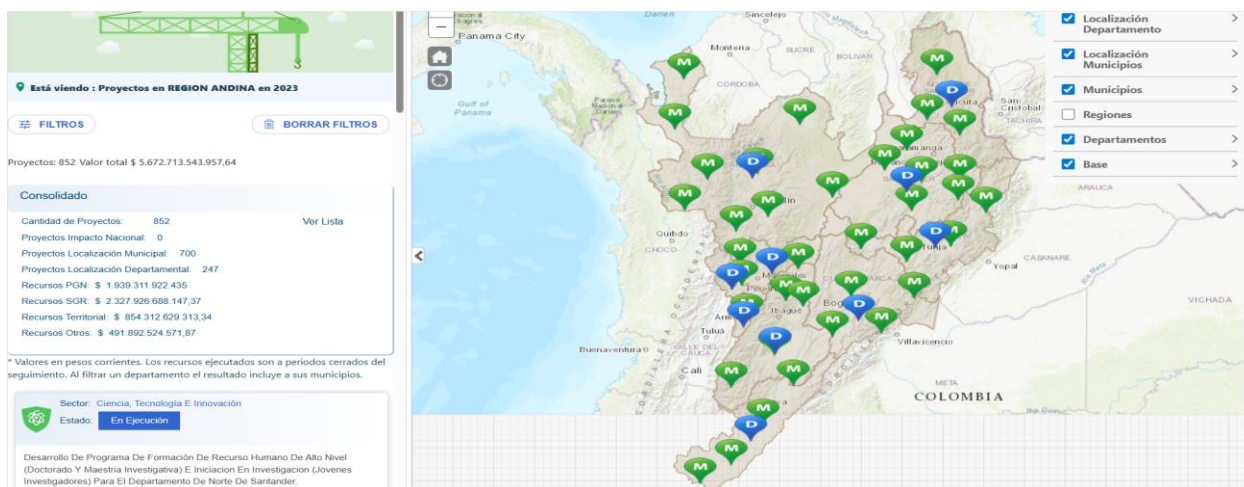 Está viendo : Proyectos en REGION ANDINA en 2023
FILTROS
BORRAR FILTROS
Proyectos: 852 Valor total $ 5.672.713.543.957,64
Consolidado
Cantidad de Proyectos: 852 Ver Lista
Proyectos Impacto Nacional: 0
Proyectos Localización Municipal: 700
Proyectos Localización Departamental: 247
Recursos PGN: $ 1.939.311.922.435
Recursos SGR: $ 2.327.926.688.147,37
Recursos Territorial: $ 854.312.629.313,34
Recursos Otros: $ 491.892.524.571,87
* Valores en pesos corrientes. Los recursos ejecutados son a periodos cerrados del
seguimiento. Al filtrar un departamento el resultado incluye a sus municipios.
Sector: Ciencia, Tecnología E Innovación
Estado: En Ejecución
Desarrollo De Programa De Formación De Recurso Humano De Alto Nivel
(Doctorado Y Maestria Investigativa) E Iniciacion En Investigacion (Jovenes
Investigadores) Para El Departamento De Norte De Santander.
Panama City
Darien
Sincelejo
Monteria
SUCRE
BOLIVAR
CORDOBA
Gulf of
Panama
San
Cristobal
TACHIRA
ARAUCA
Quibdo
CHOCO
Tunja
Yopal
CASANARE
Rio Meta
VICHADA
Ibague
Tuluá
Buenaventura
VALLE DEL
CAUCA
Cali
Villavicencio
META
COLOMBIA
Localización
Departamento
Localización
Municipios
Municipios
Regiones
Departamentos
Base